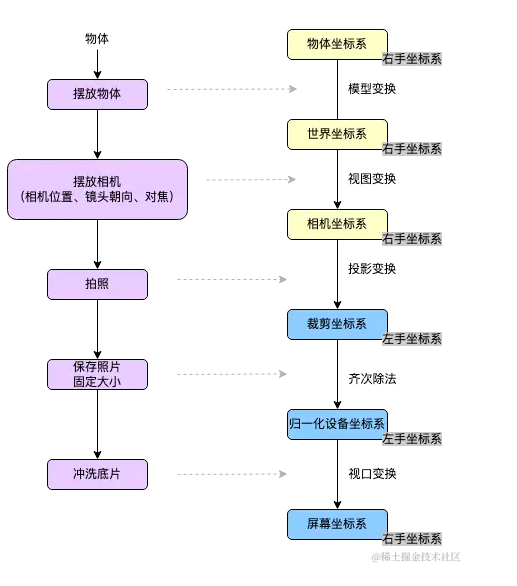 物体
摆放物体
摆放相机
（相机位置、镜头朝向、对焦）
拍照
保存照片
固定大小
冲洗底片
物体坐标系
右手坐标系
模型变换
世界坐标系
右手坐标系
视图变换
相机坐标系
右手坐标系
投影变换
裁剪坐标系
左手坐标系
齐次除法
归一化设备坐标系
左手坐标系
视口变换
屏幕坐标系
右手坐标系
@稀土掘金技术社区